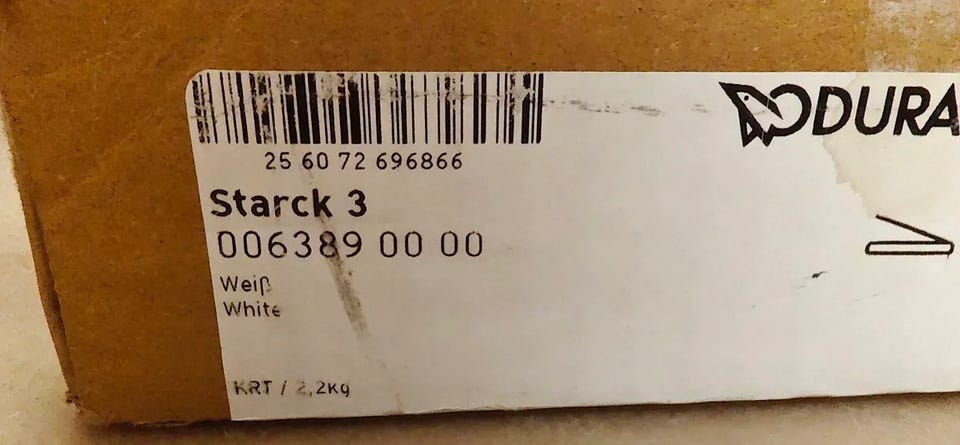 DURA
25 60 72 696866
Starck 3
006389 00 00
Weiß
White
KRT / 2,2Kg